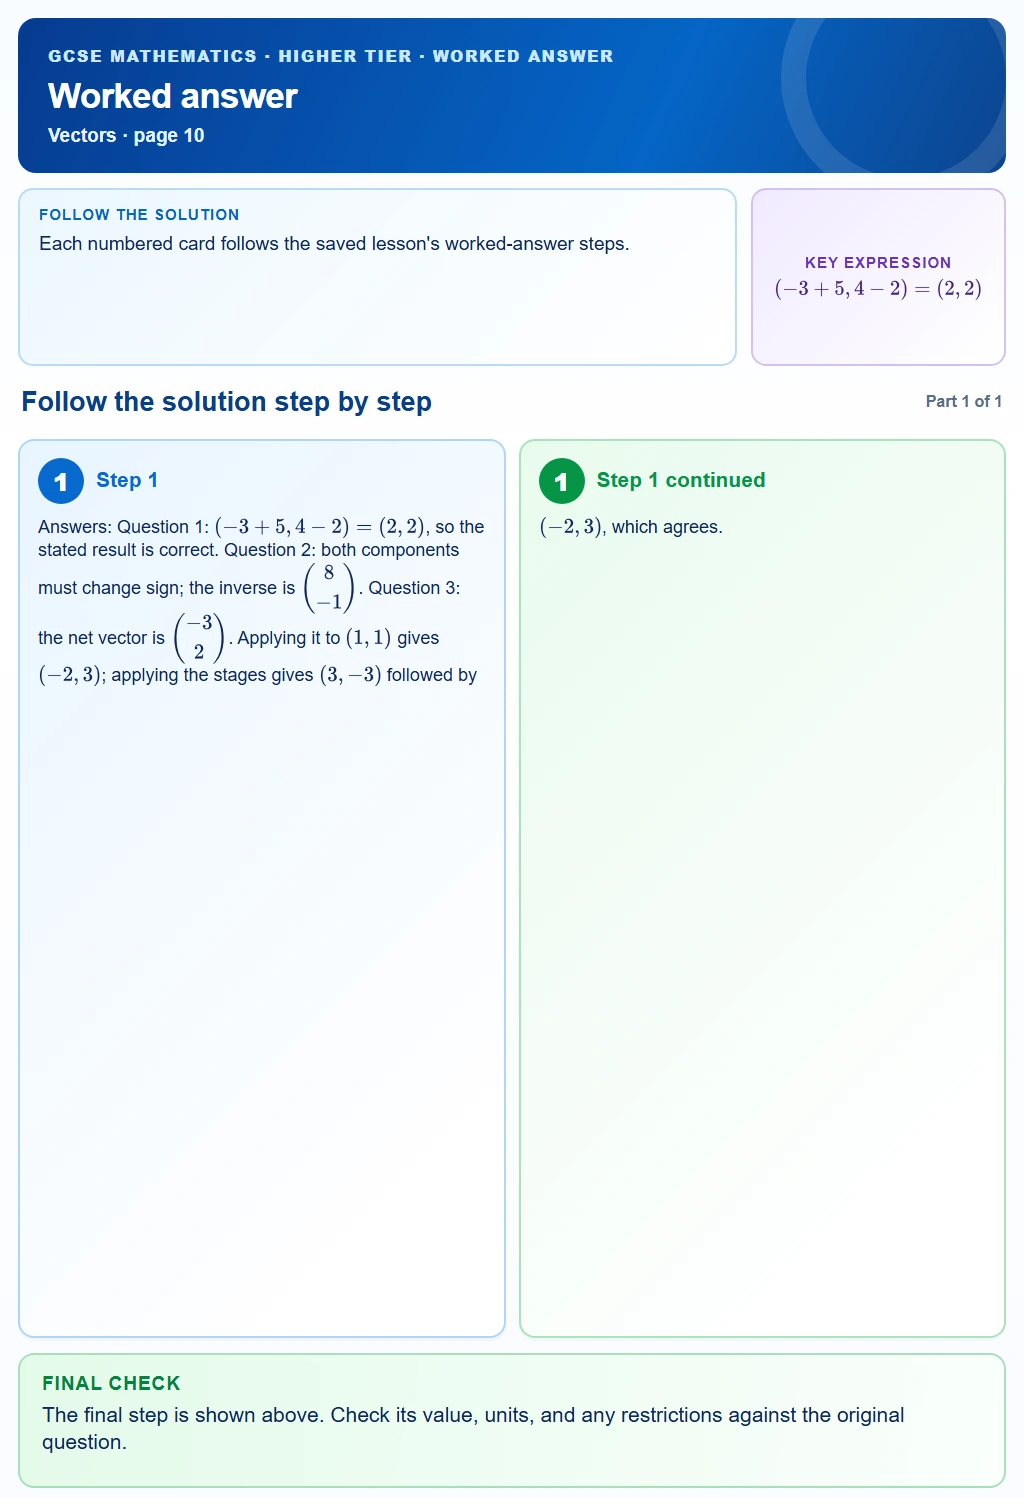 GCSE MATHEMATICS · HIGHER TIER · WORKED ANSWER
Worked answer
Vectors · page 10
FOLLOW THE SOLUTION
Each numbered card follows the saved lesson's worked-answer steps.
KEY EXPRESSION
(−3 + 5, 4 − 2) = (2, 2)
Follow the solution step by step
Part 1 of 1
1 Step 1
Answers: Question 1: (−3 + 5, 4 − 2) = (2, 2), so the
stated result is correct. Question 2: both components
must change sign; the inverse is (8 −1). Question 3:
the net vector is (−3 2). Applying it to (1, 1) gives
(−2, 3); applying the stages gives (3, −3) followed by
1 Step 1 continued
(−2, 3), which agrees.
FINAL CHECK
The final step is shown above. Check its value, units, and any restrictions against the original
question.